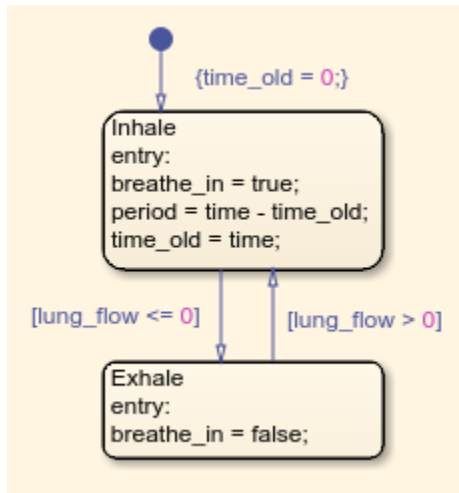 {time_old = 0;}
Inhale
entry:
breathe_in = true;
period = time - time_old;
time_old = time;
[lung_flow <= 0]
[lung_flow > 0]
Exhale
entry:
breathe_in = false;